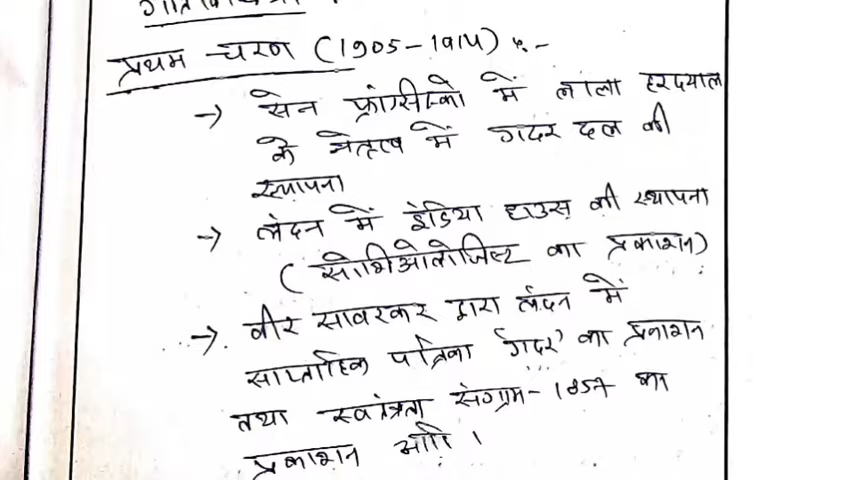 प्रथम चरण (1905-1914) :-
→ सेन फ्रांसीस्को में लाला हरदयाल
के नेतृत्व में गदर दल की
स्थापना
→ लंदन में इंडिया हाउस की स्थापना
(सोशिओलोजिस्ट का प्रकाशन)
→ वीर सावरकर द्वारा लंदन में
साप्ताहिक पत्रिका 'गदर' का प्रकाशन
तथा स्वतंत्रता संग्राम-1857 का
प्रकाशन आदि ।